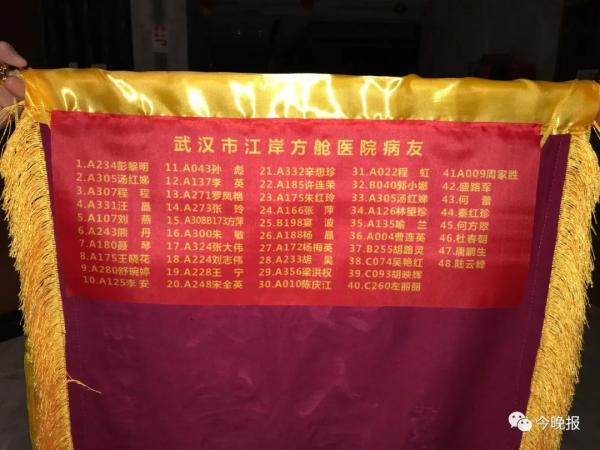 武汉市江岸方舱医院病友
1.A234彭黎明
2.A305汤红娣
3.A307程 程
4.A331汪 昌
5.A107刘 燕
6.A243熊 丹
7.A180聂 琴
8.A175王晓花
9.A280舒婉婷
10.A125李 安
11.A043孙 彪
12.A137李 英
13.A271罗凤艳
14.A273张 玲
15.A308B173方萍
16.A300朱 敏
17.A324张大伟
18.A224刘志伟
19.A228王 宁
20.A248宋全英
21.A332辛想珍
22.A185许连荣
23.A175朱红玲
24.A166张 萍
25.B198宴 波
26.A188杨 晶
27.A172杨梅英
28.A233胡 吴
29.A356梁洪权
30.A010陈庆江
31.A022程 虹
32.B040郭小娜
33.A305汤红娣
34.A126林望珍
35.A135喻 兰
36.A004曹连英
37.B255胡路灵
38.C074吴艳红
39.C093胡映辉
40.C260左丽丽
41A009周家胜
42.盛路军
43.何 蕾
44.秦红珍
45.何方翠
46.杜春朝
47.唐鹏生
48.陆云峰
今晚报